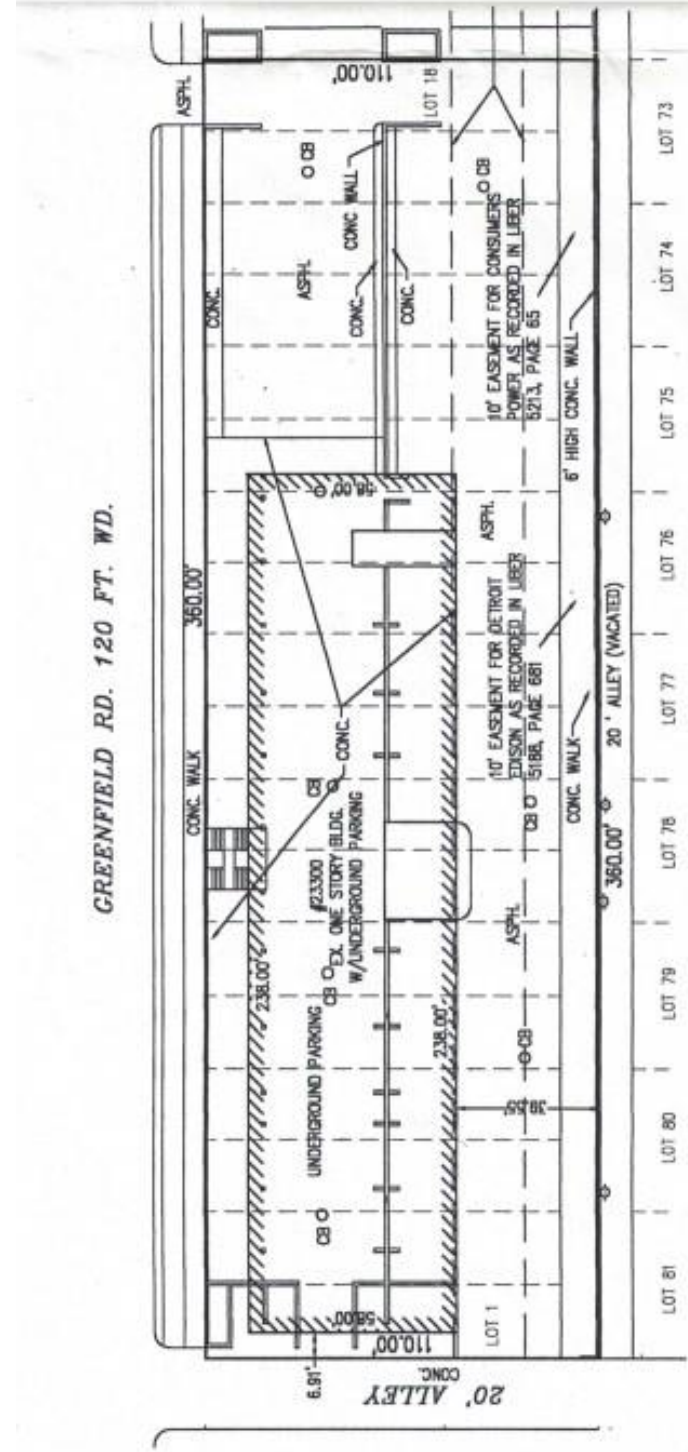 GREENFIELD RD. 120 FT. WD.
360.00'
CONC. WALK
ASPH.
CONC.
110.00'
LOT 18
CB
ASPH.
CONC.
CONC WALL
CONC.
CB
10' EASEMENT FOR CONSUMERS
POWER AS RECORDED IN LIBER
5213, PAGE 65
6' HIGH CONC. WALL
58.00'
ASPH.
10' EASEMENT FOR DETROIT
EDISON AS RECORDED IN LIBER
5188, PAGE 681
CONC. WALK
CONC.
CB
#23300
EX. ONE STORY BLDG.
W/UNDERGROUND PARKING
CB
238.00'
UNDERGROUND PARKING
238.00'
CB
ASPH.
CB
CB
39.55'
58.00'
6.91'
110.00'
CONC.
LOT 1
20' ALLEY
360.00'
20 ' ALLEY (VACATED)
LOT 81
LOT 80
LOT 79
LOT 78
LOT 77
LOT 76
LOT 75
LOT 74
LOT 73